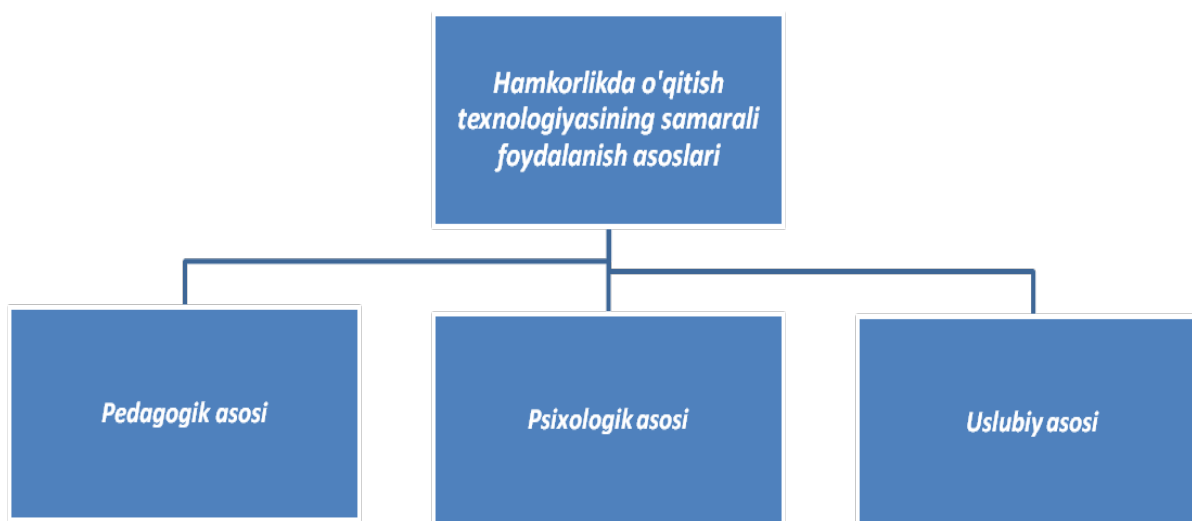 Hamkorlikda o'qitish
texnologiyasining samarali
foydalanish asoslari
Pedagogik asosi
Psixologik asosi
Uslubiy asosi